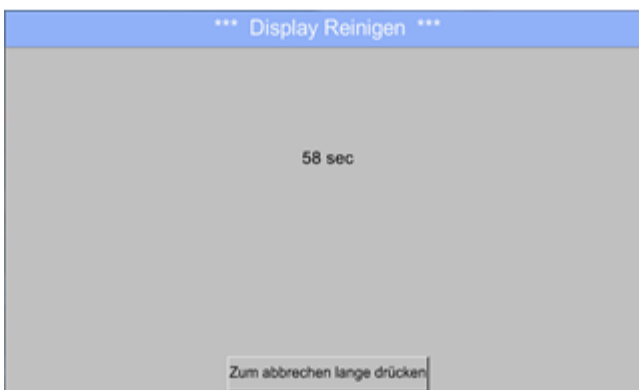 *** Display Reinigen ***
58 sec
Zum abbrechen lange drücken